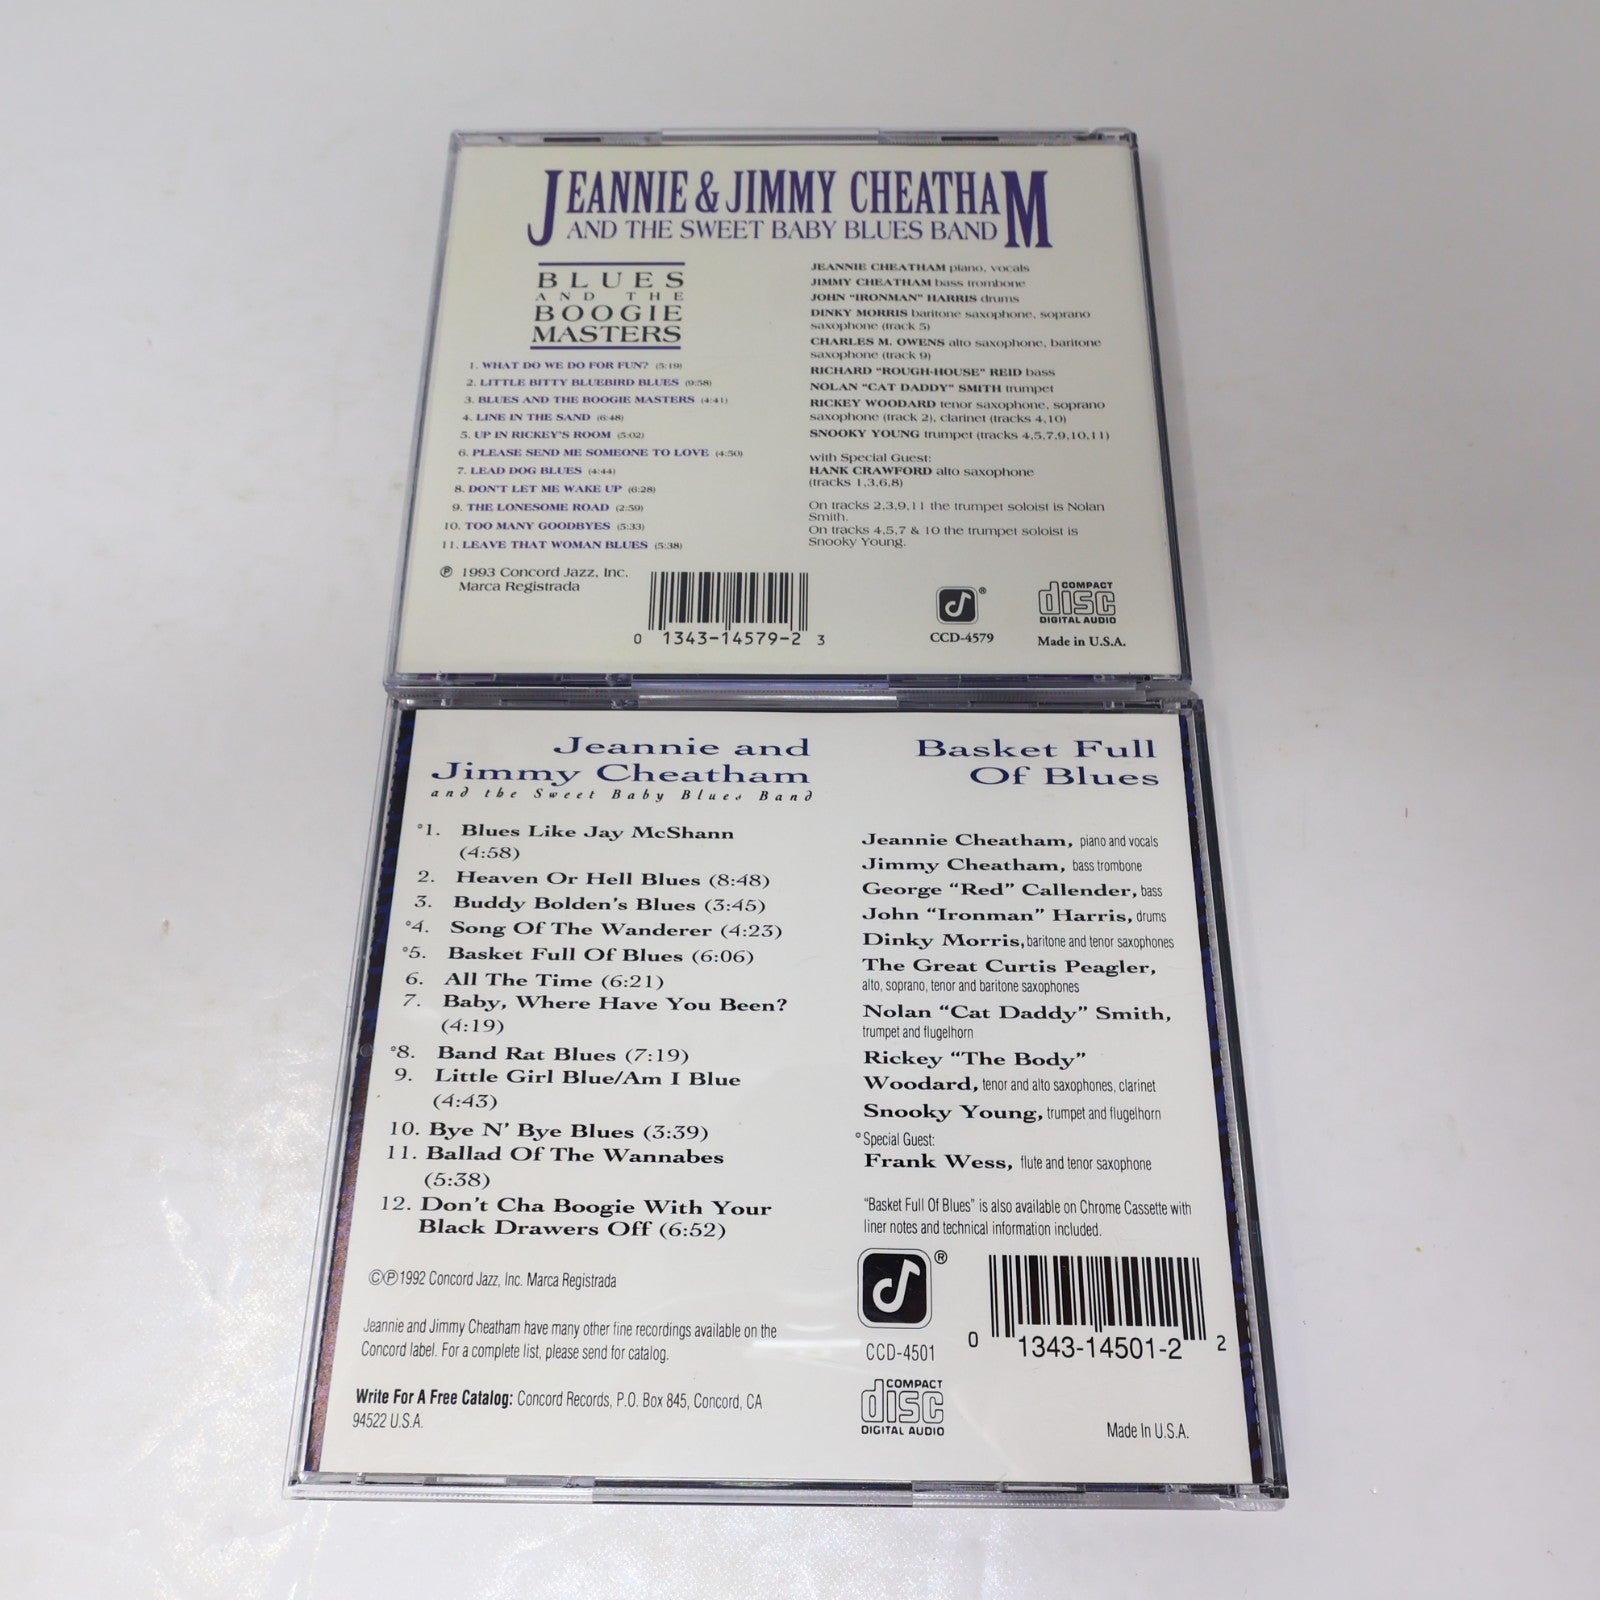 JEANNIE & JIMMY CHEATHAM
AND THE SWEET BABY BLUES BAND
BLUES
AND THE
BOOGIE
MASTERS
1. WHAT DO WE DO FOR FUN? (5:19)
2. LITTLE BITTY BLUEBIRD BLUES (9:58)
3. BLUES AND THE BOOGIE MASTERS (4:41)
4. LINE IN THE SAND (6:48)
5. UP IN RICKEY'S ROOM (5:02)
6. PLEASE SEND ME SOMEONE TO LOVE (4:50)
7. LEAD DOG BLUES (4:44)
8. DON'T LET ME WAKE UP (6:28)
9. THE LONESOME ROAD (2:59)
10. TOO MANY GOODBYES (5:33)
11. LEAVE THAT WOMAN BLUES (5:38)
℗ 1993 Concord Jazz, Inc.
Marca Registrada
0 1343-14579-2 3
JEANNIE CHEATHAM piano, vocals
JIMMY CHEATHAM bass trombone
JOHN "IRONMAN" HARRIS drums
DINKY MORRIS baritone saxophone, soprano
saxophone (track 5)
CHARLES M. OWENS alto saxophone, baritone
saxophone (track 9)
RICHARD "ROUGH-HOUSE" REID bass
NOLAN "CAT DADDY" SMITH trumpet
RICKEY WOODARD tenor saxophone, soprano
saxophone (track 2), clarinet (tracks 4,10)
SNOOKY YOUNG trumpet (tracks 4,5,7,9,10,11)
with Special Guest:
HANK CRAWFORD alto saxophone
(tracks 1,3,6,8)
On tracks 2,3,9,11 the trumpet soloist is Nolan
Smith.
On tracks 4,5,7 & 10 the trumpet soloist is
Snooky Young.
®
CCD-4579
COMPACT
disc
DIGITAL AUDIO
Made in U.S.A.
Jeannie and
Jimmy Cheatham
and the Sweet Baby Blues Band
°1. Blues Like Jay McShann
(4:58)
2. Heaven Or Hell Blues (8:48)
3. Buddy Bolden's Blues (3:45)
°4. Song Of The Wanderer (4:23)
°5. Basket Full Of Blues (6:06)
6. All The Time (6:21)
7. Baby, Where Have You Been?
(4:19)
°8. Band Rat Blues (7:19)
9. Little Girl Blue/Am I Blue
(4:43)
10. Bye N' Bye Blues (3:39)
11. Ballad Of The Wannabes
(5:38)
12. Don't Cha Boogie With Your
Black Drawers Off (6:52)
©℗1992 Concord Jazz, Inc. Marca Registrada
Jeannie and Jimmy Cheatham have many other fine recordings available on the
Concord label. For a complete list, please send for catalog.
Write For A Free Catalog: Concord Records, P.O. Box 845, Concord, CA
94522 U.S.A.
Basket Full
Of Blues
Jeannie Cheatham, piano and vocals
Jimmy Cheatham, bass trombone
George "Red" Callender, bass
John "Ironman" Harris, drums
Dinky Morris, baritone and tenor saxophones
The Great Curtis Peagler,
alto, soprano, tenor and baritone saxophones
Nolan "Cat Daddy" Smith,
trumpet and flugelhorn
Rickey "The Body"
Woodard, tenor and alto saxophones, clarinet
Snooky Young, trumpet and flugelhorn
°Special Guest:
Frank Wess, flute and tenor saxophone
"Basket Full Of Blues" is also available on Chrome Cassette with
liner notes and technical information included.
®
CCD-4501
0 1343-14501-2 2
COMPACT
disc
DIGITAL AUDIO
Made In U.S.A.